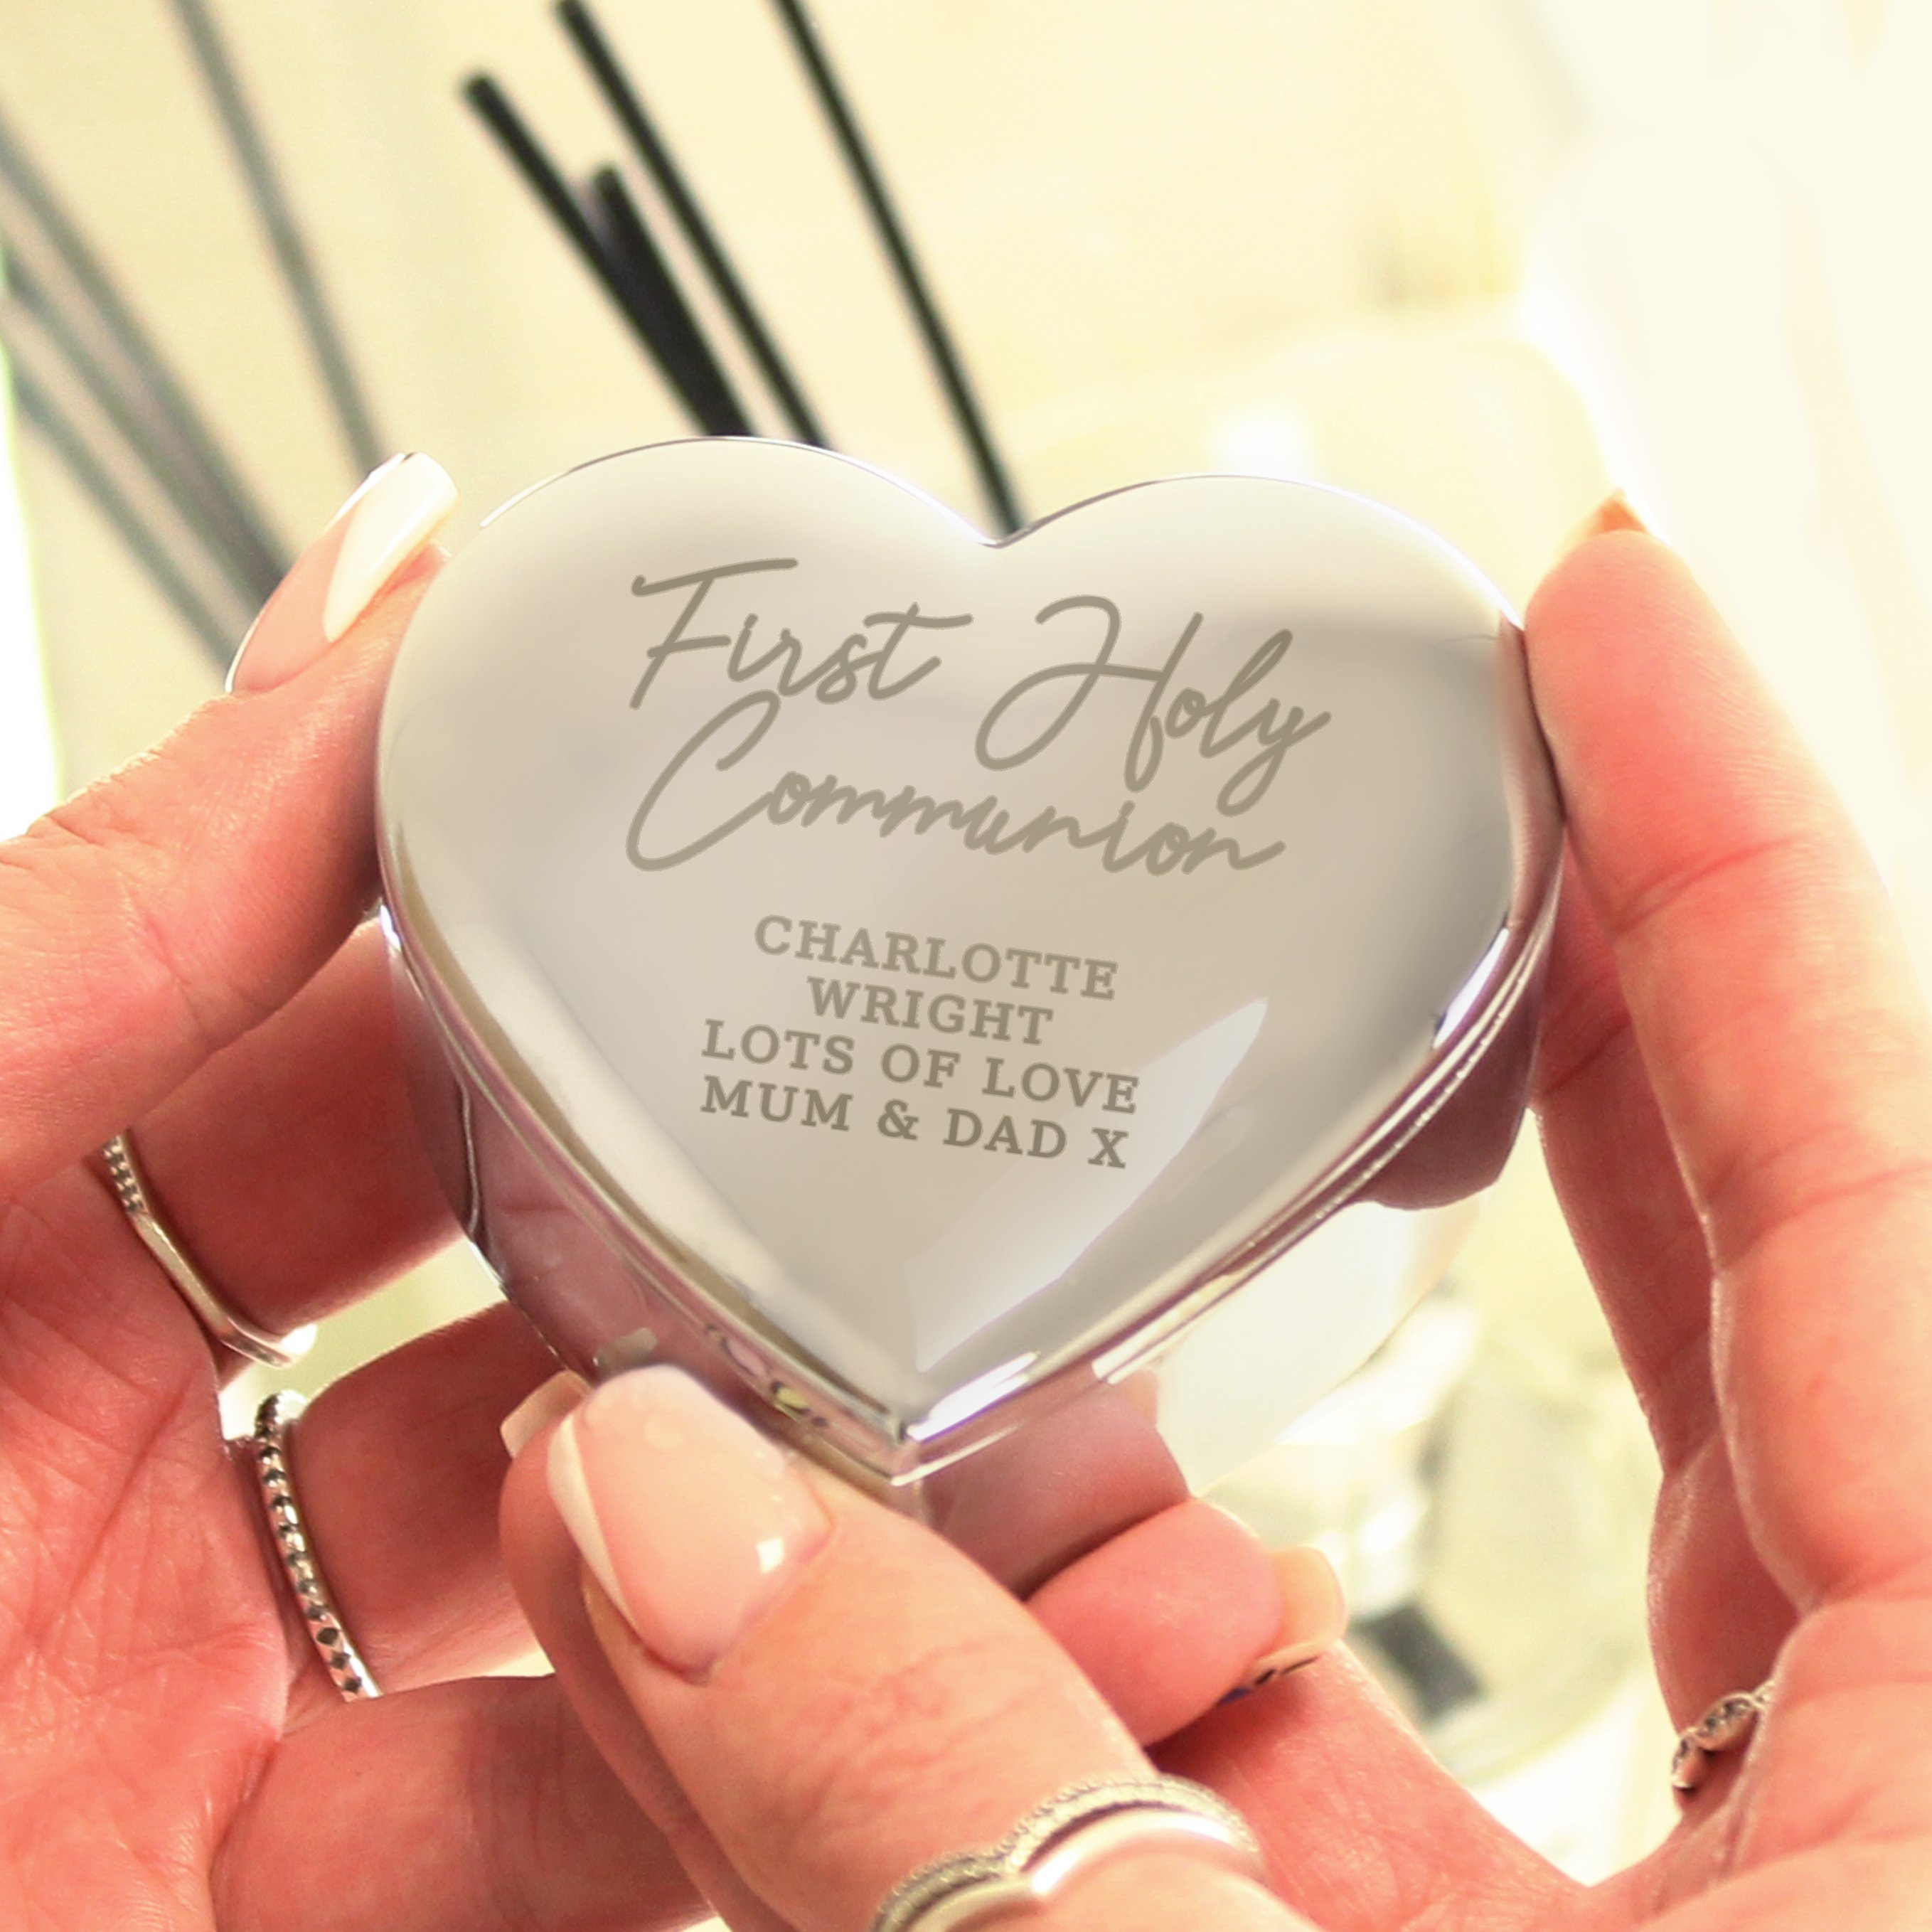 First Holy
Communion
CHARLOTTE
WRIGHT
LOTS OF LOVE
MUM & DAD X